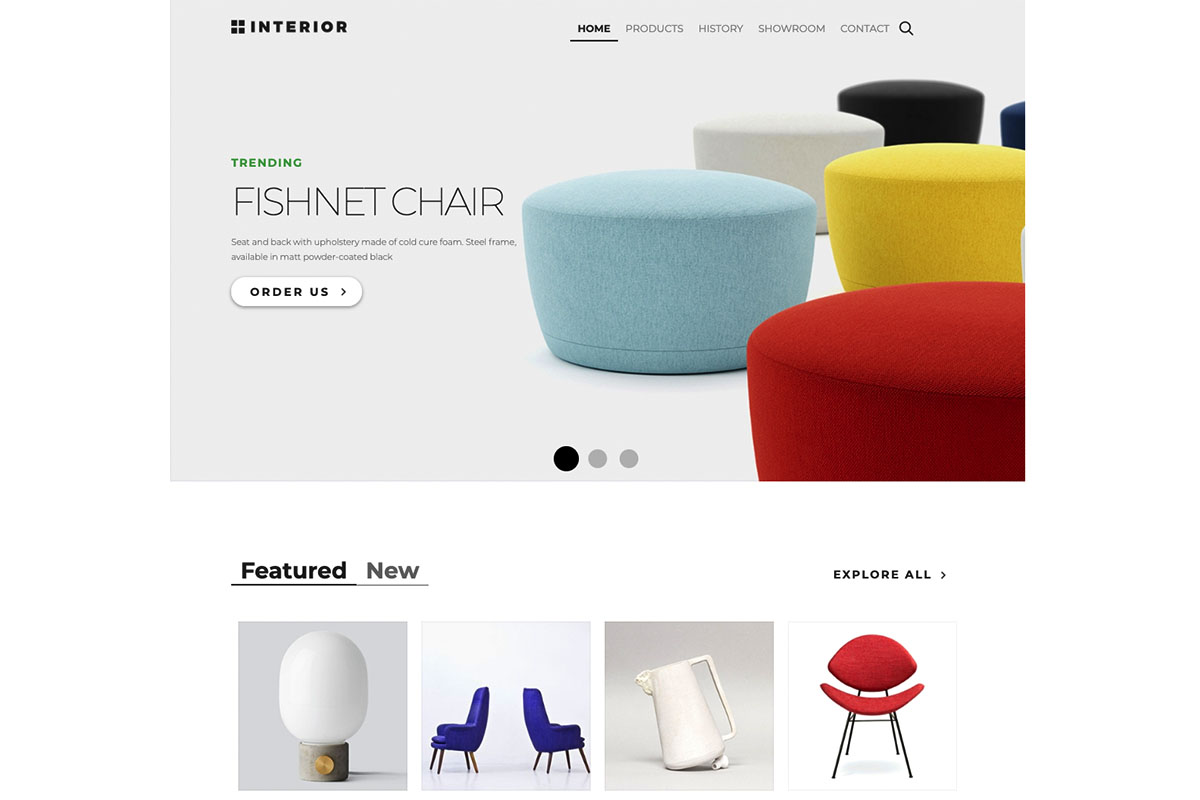 INTERIOR
HOME PRODUCTS HISTORY SHOWROOM CONTACT
TRENDING
FISHNET CHAIR
Seat and back with upholstery made of cold cure foam. Steel frame,
available in matt powder-coated black
ORDER US
Featured New
EXPLORE ALL